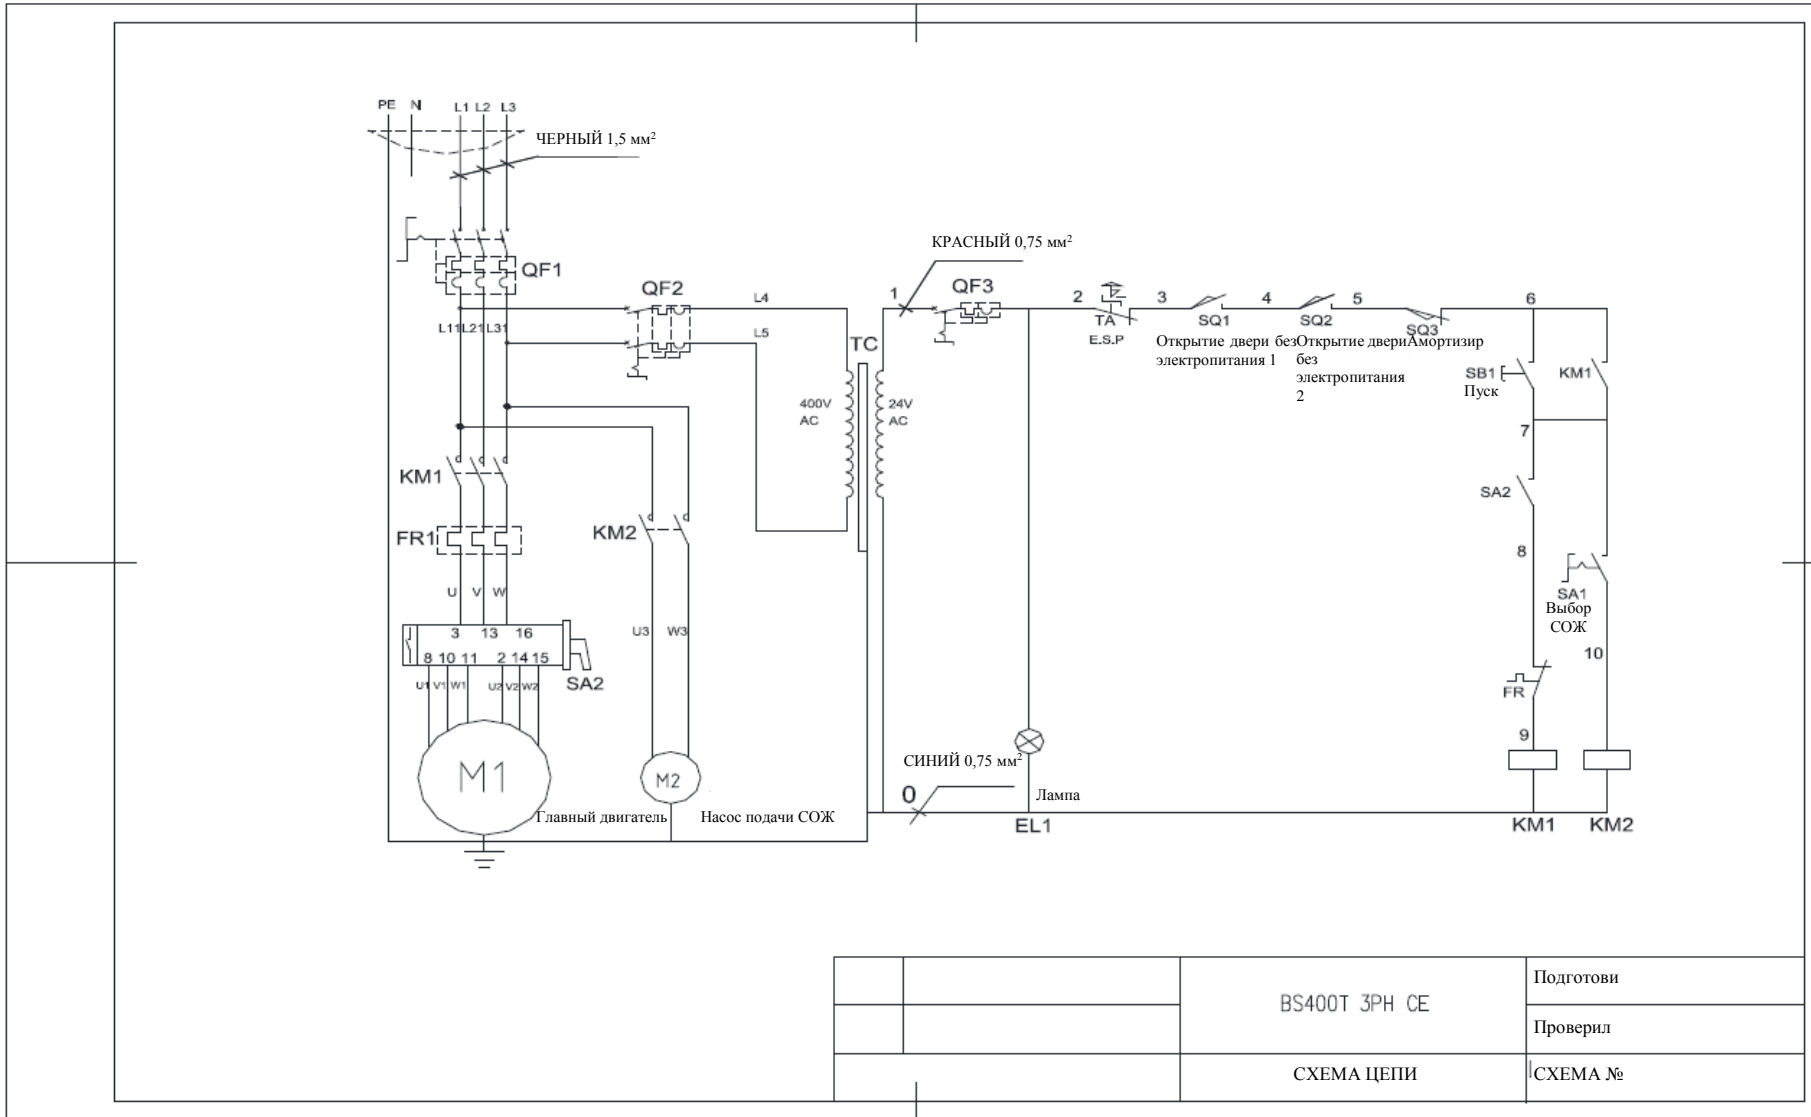 PE N L1 L2 L3
ЧЕРНЫЙ 1,5 мм²
КРАСНЫЙ 0,75 мм²
QF1
QF2
QF3
L4
1
2
3
4
5
6
L11 L21 L31
L5
TC
TA
E.S.P
SQ1
SQ2
SQ3
Открытие двери без
электропитания 1
Открытие двери
без
электропитания
2
Амортизир
SB1
Пуск
KM1
400V
AC
24V
AC
7
KM1
SA2
FR1
KM2
8
U V W
SA1
Выбор
СОЖ
3 13 16
U3 W3
8 10 11 2 14 15
10
SA2
U1 V1 W1 U2 V2 W2
FR
9
M1
M2
СИНИЙ 0,75 мм²
0
Лампа
Главный двигатель
Насос подачи СОЖ
EL1
KM1
KM2
BS400T 3PH CE
Подготови
Проверил
СХЕМА ЦЕПИ
СХЕМА №